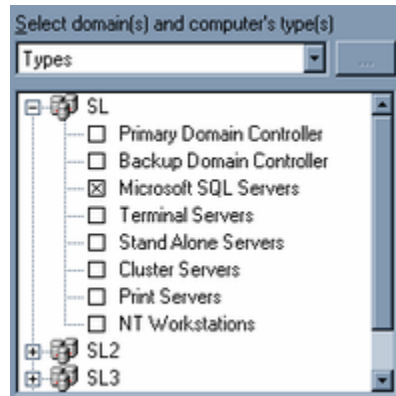 Select domain(s) and computer's type(s)
Types
...
SL
Primary Domain Controller
Backup Domain Controller
Microsoft SQL Servers
Terminal Servers
Stand Alone Servers
Cluster Servers
Print Servers
NT Workstations
SL2
SL3